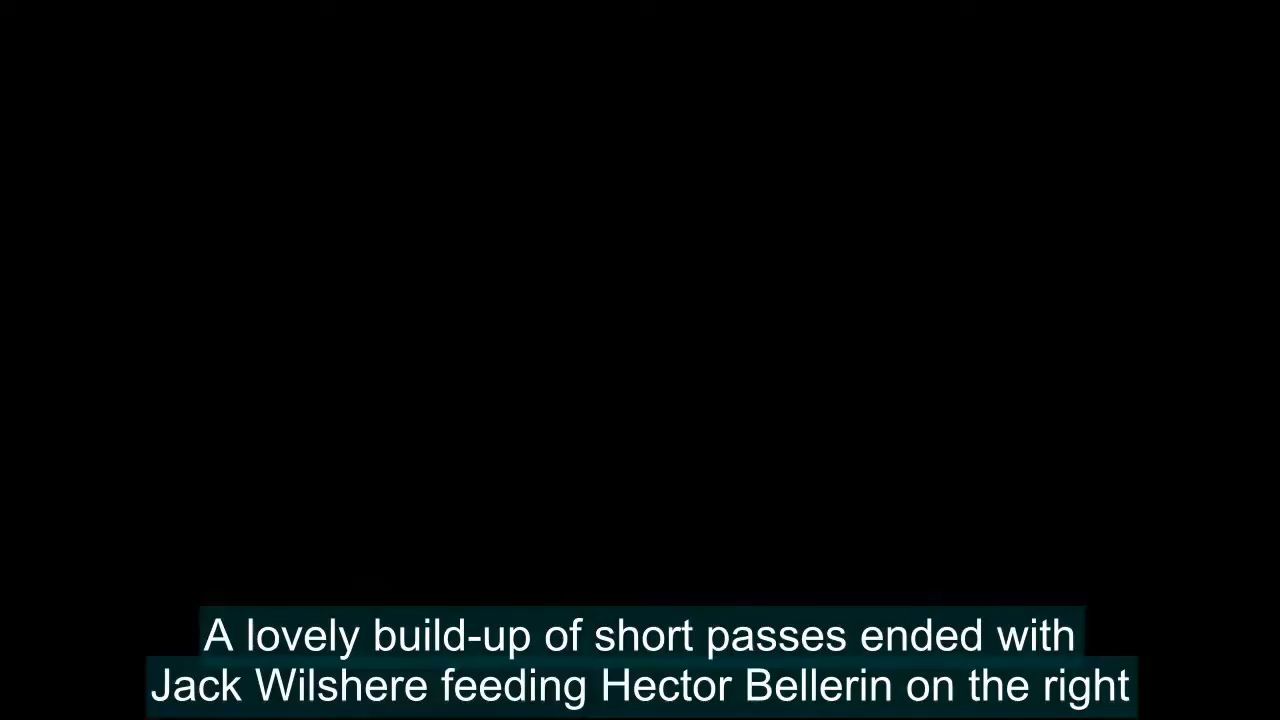 A lovely build-up of short passes ended with
Jack Wilshere feeding Hector Bellerin on the right